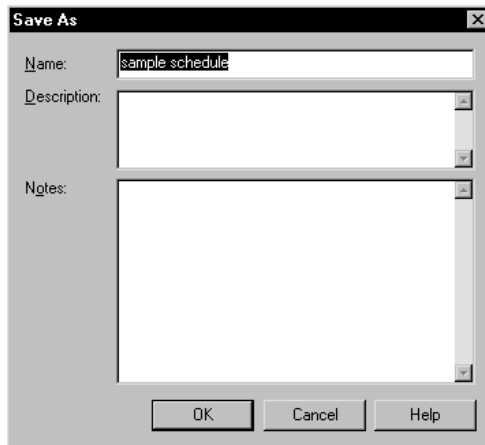 Save As
Name: sample schedule
Description:
Notes:
OK Cancel Help